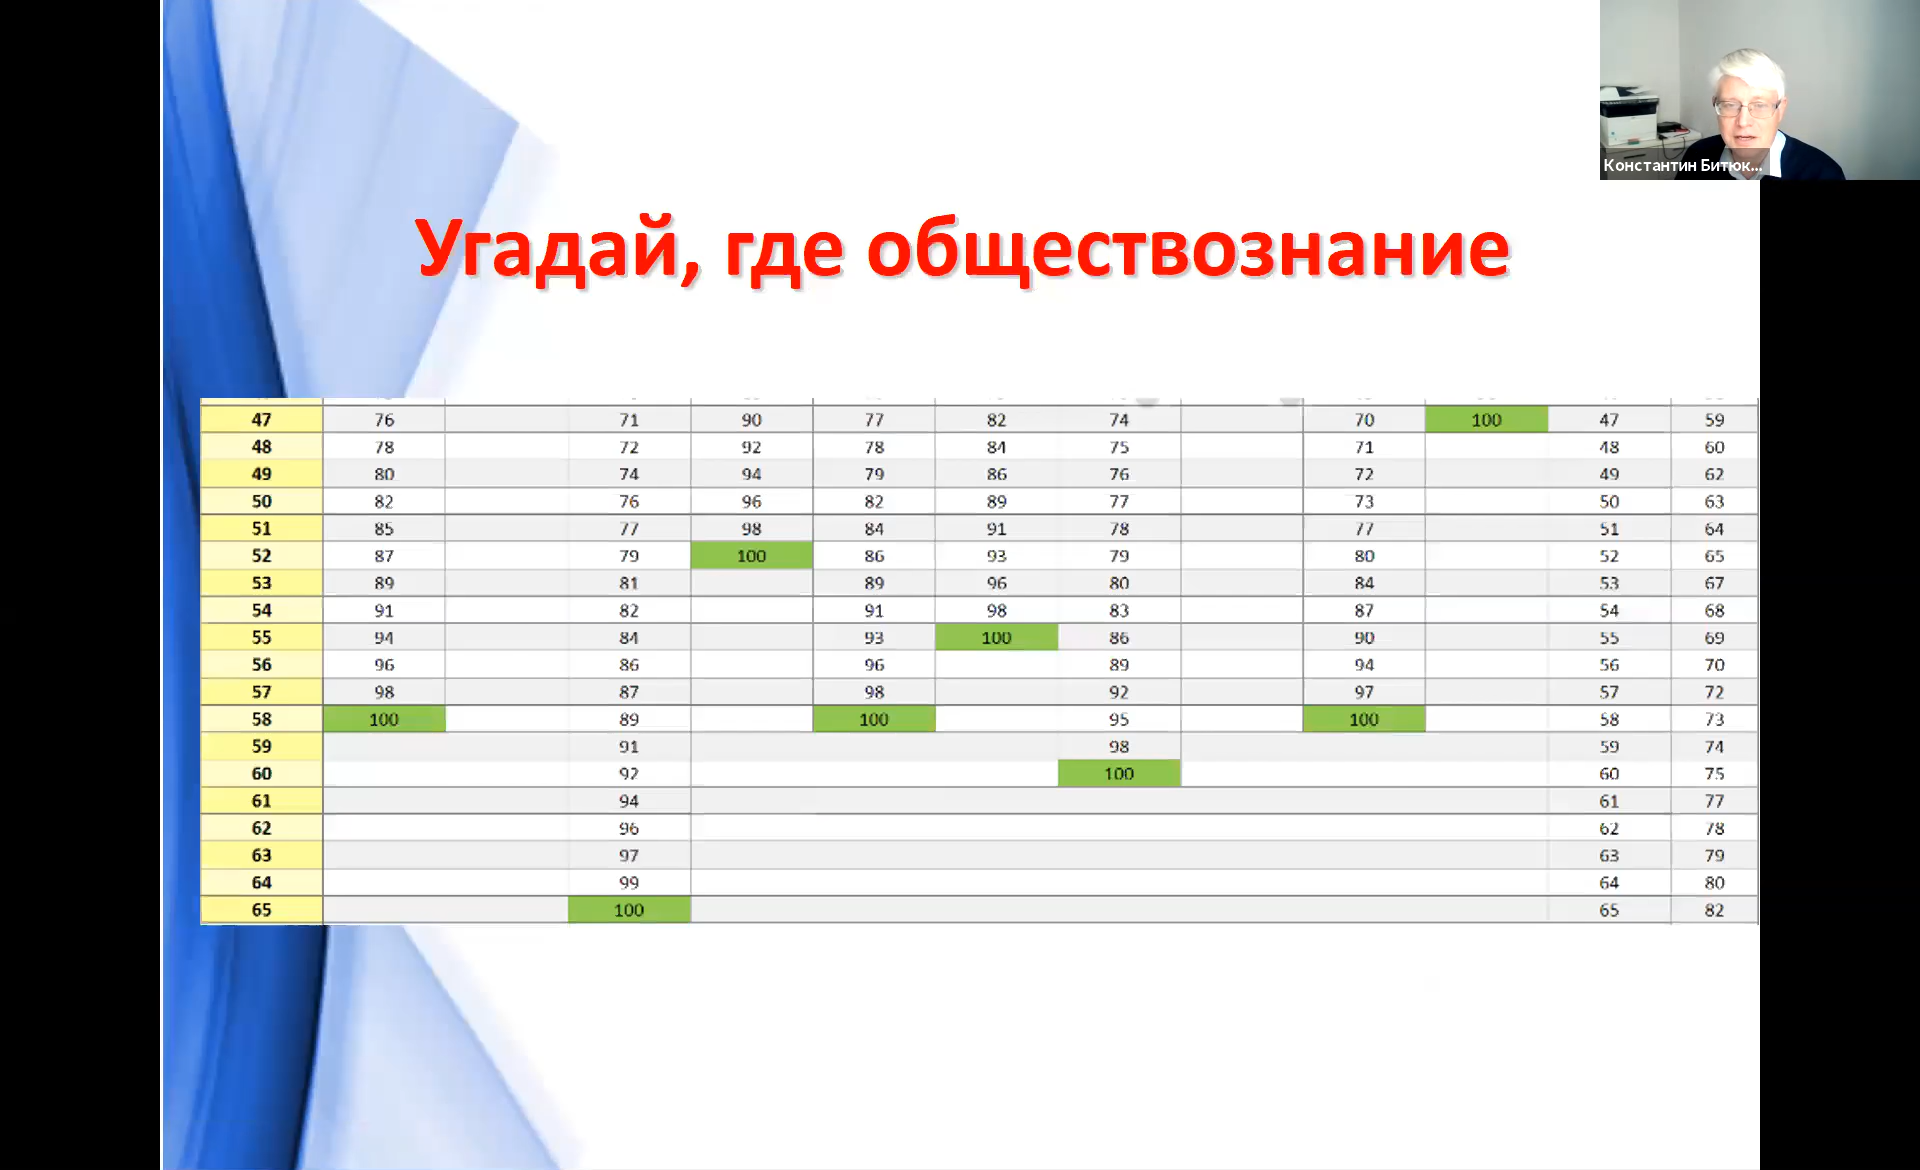 Константин Битюк...
Угадай, где обществознание
47 76 71 90 77 82 74 70 100 47 59
48 78 72 92 78 84 75 71 48 60
49 80 74 94 79 86 76 72 49 62
50 82 76 96 82 89 77 73 50 63
51 85 77 98 84 91 78 77 51 64
52 87 79 100 86 93 79 80 52 65
53 89 81 89 96 80 84 53 67
54 91 82 91 98 83 87 54 68
55 94 84 93 100 86 90 55 69
56 96 86 96 89 94 56 70
57 98 87 98 92 97 57 72
58 100 89 100 95 100 58 73
59 91 98 59 74
60 92 100 60 75
61 94 61 77
62 96 62 78
63 97 63 79
64 99 64 80
65 100 65 82